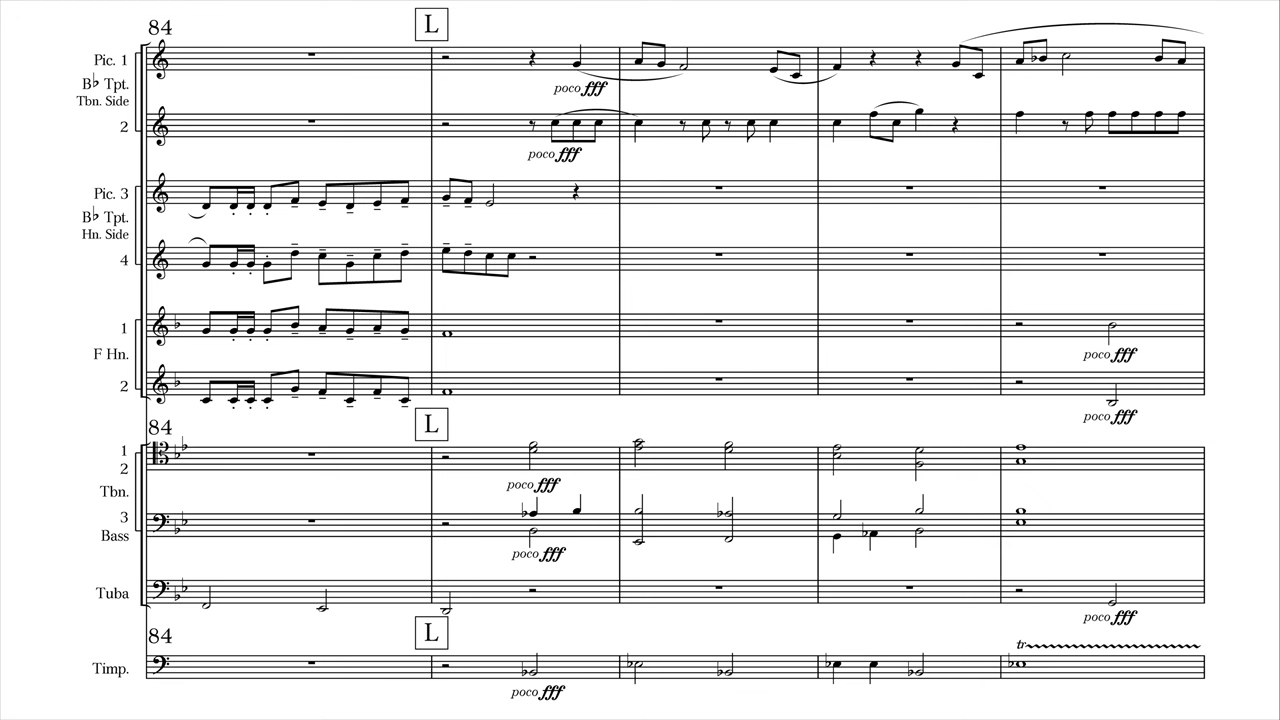 84
L
Pic. 1
B♭ Tpt.
Tbn. Side
2
poco fff
poco fff
Pic. 3
B♭ Tpt.
Hn. Side
4
1
F Hn.
2
poco fff
poco fff
84
L
1
2
Tbn.
3
Bass
poco fff
poco fff
Tuba
poco fff
84
L
Timp.
tr
poco fff